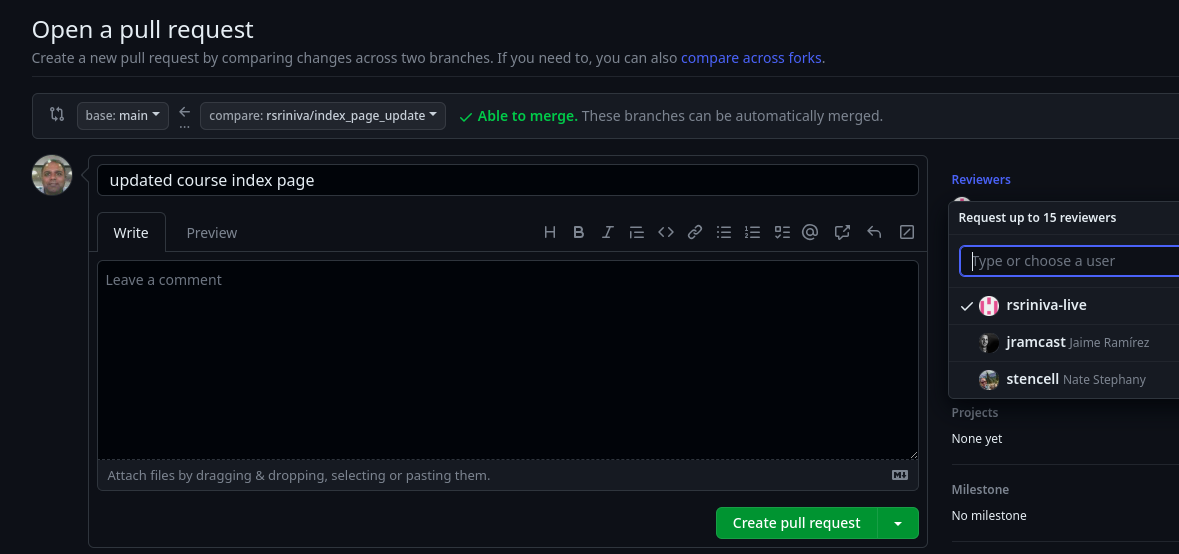 Open a pull request
Create a new pull request by comparing changes across two branches. If you need to, you can also compare across forks.
base: main
compare: rsriniva/index_page_update
Able to merge. These branches can be automatically merged.
updated course index page
Write
Preview
Leave a comment
Attach files by dragging & dropping, selecting or pasting them.
Create pull request
Reviewers
Request up to 15 reviewers
Type or choose a user
rsriniva-live
jramcast Jaime Ramírez
stencell Nate Stephany
Projects
None yet
Milestone
No milestone